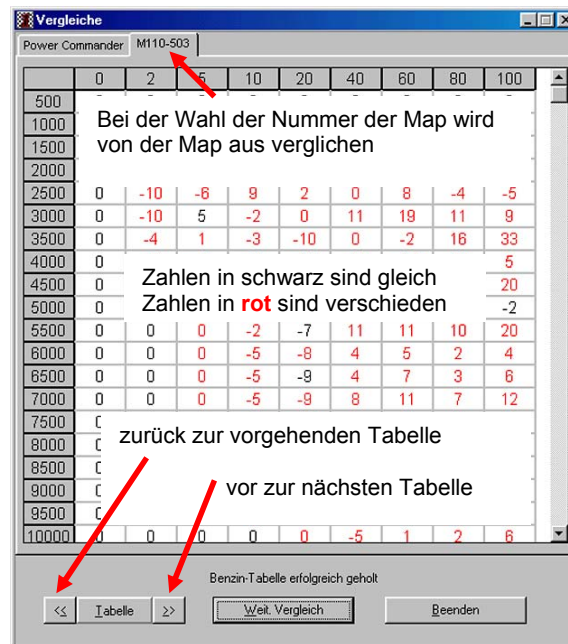 Vergleiche
Power Commander M110-503
0 2 5 10 20 40 60 80 100
500
1000
Bei der Wahl der Nummer der Map wird
1500
von der Map aus verglichen
2000
2500 0 -10 -6 9 2 0 8 -4 -5
3000 0 -10 5 -2 0 11 19 11 9
3500 0 -4 1 -3 -10 0 -2 16 33
4000 0 5
Zahlen in schwarz sind gleich
4500 0 20
Zahlen in rot sind verschieden
5000 0 -2
5500 0 0 0 -2 -7 11 11 10 20
6000 0 0 0 -5 -8 4 5 2 4
6500 0 0 0 -5 -9 4 7 3 6
7000 0 0 0 -5 -9 8 11 7 12
7500
zurück zur vorgehenden Tabelle
8000
8500
9000
vor zur nächsten Tabelle
9500
10000 0 0 0 0 0 -5 1 2 6
Benzin-Tabelle erfolgreich geholt
<< Tabelle >> Weit. Vergleich Beenden